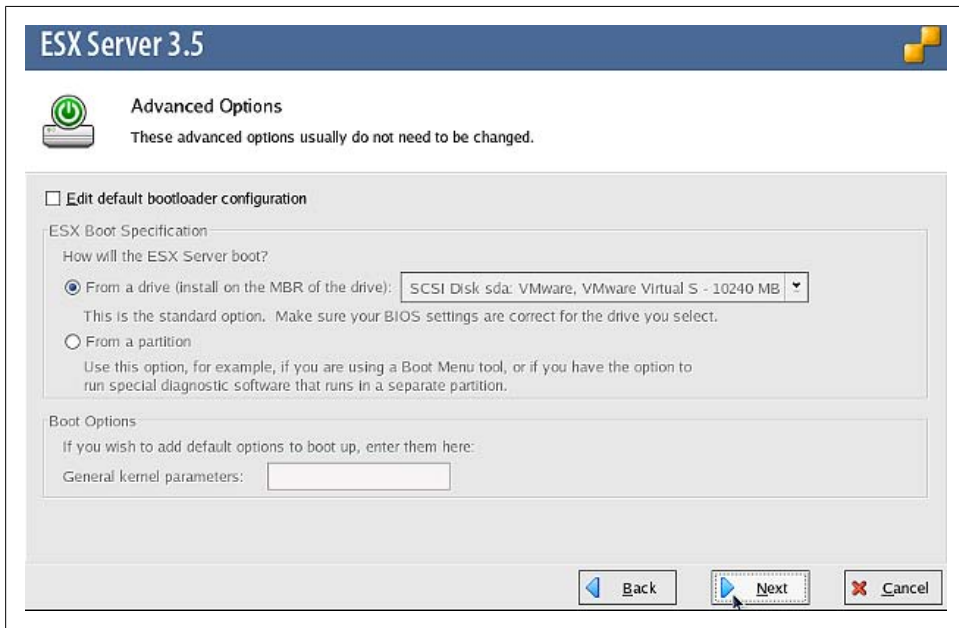 ESX Server 3.5
Advanced Options
These advanced options usually do not need to be changed.
Edit default bootloader configuration
ESX Boot Specification
How will the ESX Server boot?
From a drive (install on the MBR of the drive): SCSI Disk sda: VMware, VMware Virtual S - 10240 MB
This is the standard option. Make sure your BIOS settings are correct for the drive you select.
From a partition
Use this option, for example, if you are using a Boot Menu tool, or if you have the option to
run special diagnostic software that runs in a separate partition.
Boot Options
If you wish to add default options to boot up, enter them here:
General kernel parameters:
Back Next Cancel